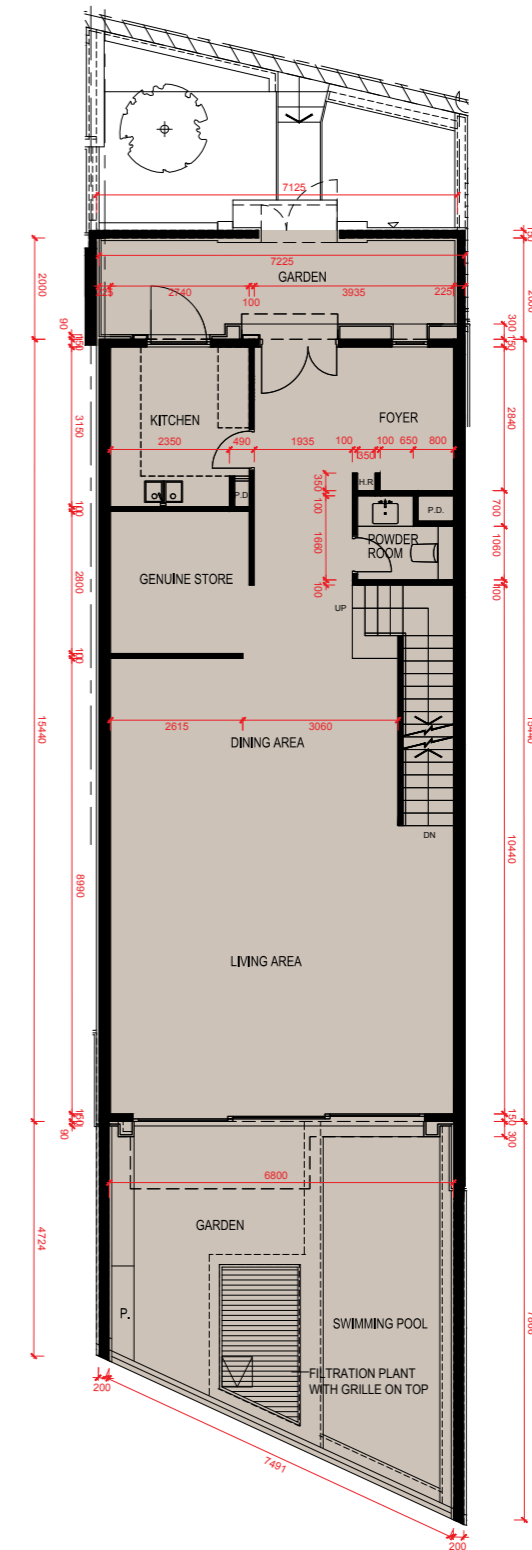 7125
7225
GARDEN
2000
225
2740
100
3935
225
90
150
300
150
KITCHEN
FOYER
3150
2840
2350
490
1935
100
350
100
650
800
P.D.
H.R
350
100
700
P.D.
POWDER
ROOM
1660
1060
100
100
GENUINE STORE
2800
100
100
UP
2615
3060
DINING AREA
15440
10440
DN
8990
LIVING AREA
150
90
150
300
6800
GARDEN
4724
P.
SWIMMING POOL
FILTRATION PLANT
WITH GRILLE ON TOP
200
7491
200